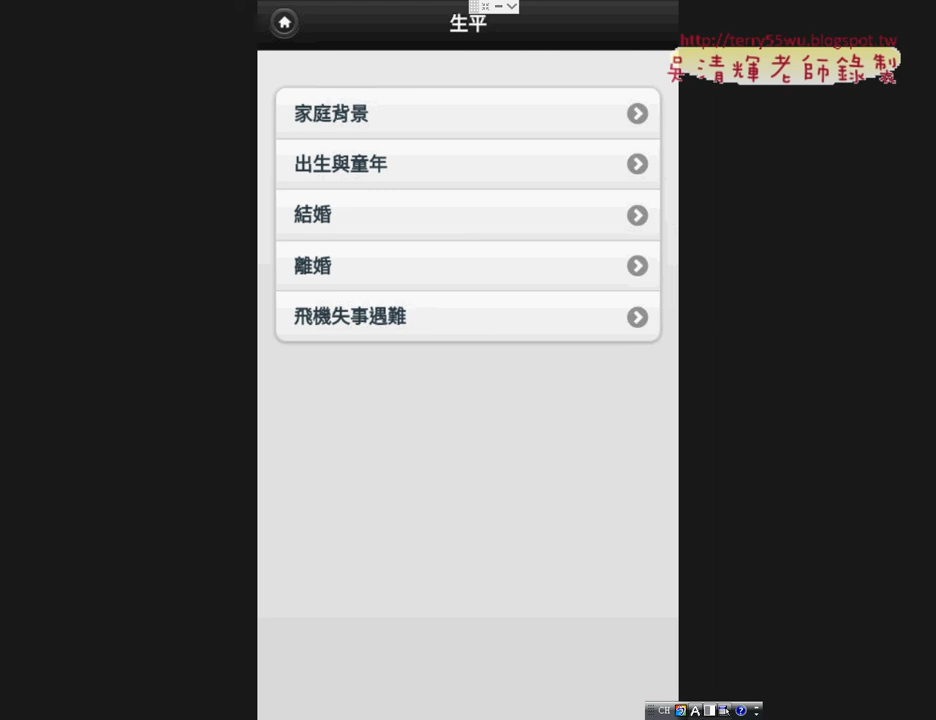 生平
http://terry55wu.blogspot.tw
吳清輝老師錄製
家庭背景
出生與童年
結婚
離婚
飛機失事遇難
CH
A
?